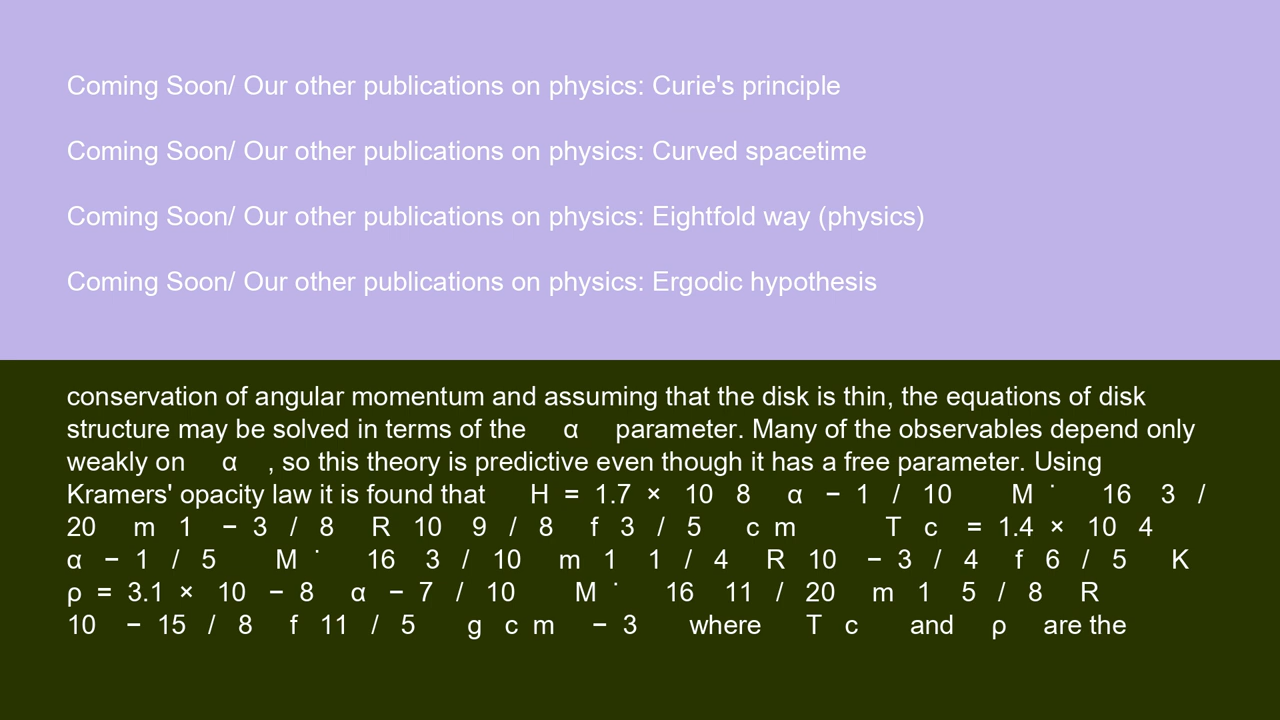 Coming Soon/ Our other publications on physics: Curie's principle
Coming Soon/ Our other publications on physics: Curved spacetime
Coming Soon/ Our other publications on physics: Eightfold way (physics)
Coming Soon/ Our other publications on physics: Ergodic hypothesis
conservation of angular momentum and assuming that the disk is thin, the equations of disk
structure may be solved in terms of the α parameter. Many of the observables depend only
weakly on α , so this theory is predictive even though it has a free parameter. Using
Kramers' opacity law it is found that H = 1.7 × 10 8 α − 1 / 10 M ˙ 16 3 /
20 m 1 − 3 / 8 R 10 9 / 8 f 3 / 5 c m T c = 1.4 × 10 4
α − 1 / 5 M ˙ 16 3 / 10 m 1 1 / 4 R 10 − 3 / 4 f 6 / 5 K
ρ = 3.1 × 10 − 8 α − 7 / 10 M ˙ 16 11 / 20 m 1 5 / 8 R
10 − 15 / 8 f 11 / 5 g c m − 3 where T c and ρ are the